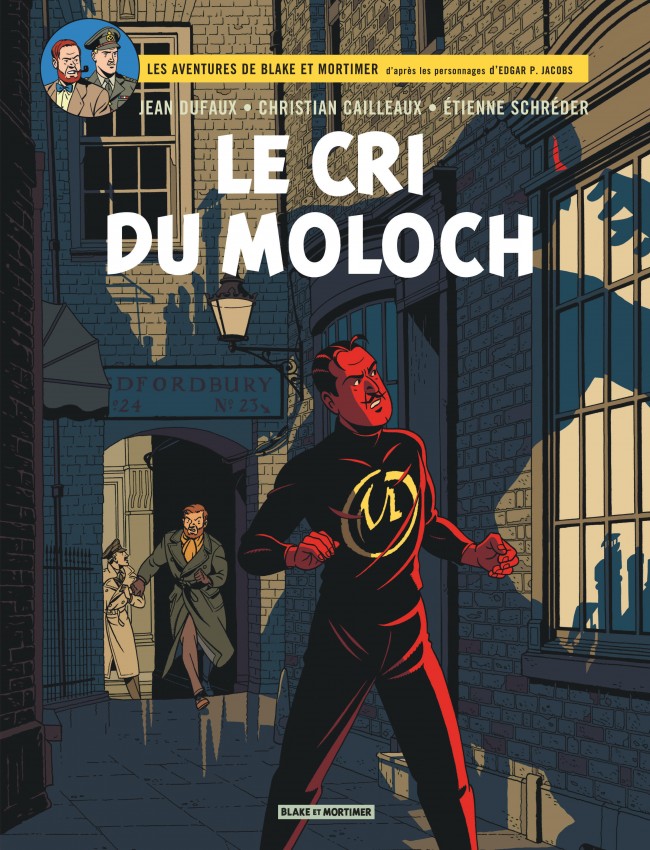 LES AVENTURES DE BLAKE ET MORTIMER d'après les personnages d'EDGAR P. JACOBS
JEAN DUFAUX • CHRISTIAN CAILLEAUX • ÉTIENNE SCHRÉDER
LE CRI
DU MOLOCH
DFORDBURY
24 No 23
BLAKE ET MORTIMER